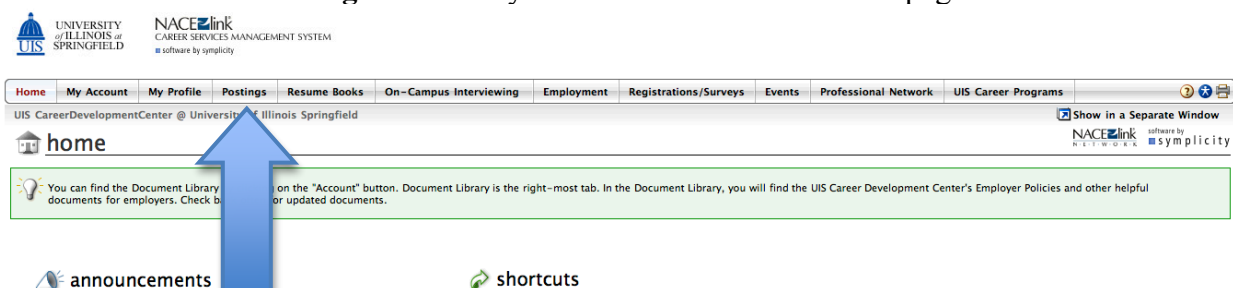 UNIVERSITY
of ILLINOIS at
SPRINGFIELD
UIS
NACElink
CAREER SERVICES MANAGEMENT SYSTEM
software by symplicity
Home My Account My Profile Postings Resume Books On-Campus Interviewing Employment Registrations/Surveys Events Professional Network UIS Career Programs
UIS CareerDevelopmentCenter @ University of Illinois Springfield
Show in a Separate Window
home
NACElink software by
NETWORK symplicity
You can find the Document Library on the "Account" button. Document Library is the right-most tab. In the Document Library, you will find the UIS Career Development Center's Employer Policies and other helpful
documents for employers. Check or updated documents.
announcements
shortcuts